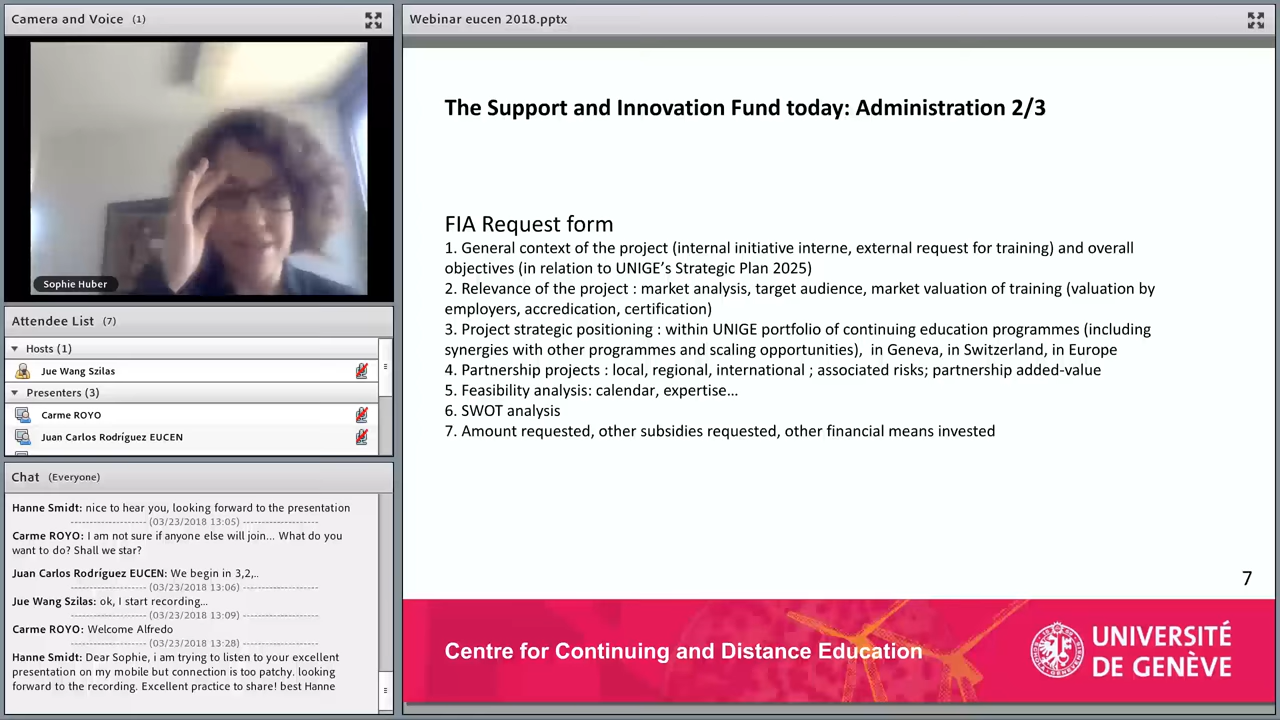 Camera and Voice (1)
Sophie Huber
Attendee List (7)
Hosts (1)
Jue Wang Szilas
Presenters (3)
Carme ROYO
Juan Carlos Rodríguez EUCEN
Chat (Everyone)
Hanne Smidt: nice to hear you, looking forward to the presentation
-------------------- (03/23/2018 13:05) --------------------
Carme ROYO: I am not sure if anyone else will join... What do you
want to do? Shall we star?
Juan Carlos Rodríguez EUCEN: We begin in 3,2,..
-------------------- (03/23/2018 13:06) --------------------
Jue Wang Szilas: ok, I start recording...
-------------------- (03/23/2018 13:09) --------------------
Carme ROYO: Welcome Alfredo
-------------------- (03/23/2018 13:28) --------------------
Hanne Smidt: Dear Sophie, i am trying to listen to your excellent
presentation on my mobile but connection is too patchy. looking
forward to the recording. Excellent practice to share! best Hanne
Webinar eucen 2018.pptx
The Support and Innovation Fund today: Administration 2/3
FIA Request form
1. General context of the project (internal initiative interne, external request for training) and overall
objectives (in relation to UNIGE’s Strategic Plan 2025)
2. Relevance of the project : market analysis, target audience, market valuation of training (valuation by
employers, accredication, certification)
3. Project strategic positioning : within UNIGE portfolio of continuing education programmes (including
synergies with other programmes and scaling opportunities), in Geneva, in Switzerland, in Europe
4. Partnership projects : local, regional, international ; associated risks; partnership added-value
5. Feasibility analysis: calendar, expertise…
6. SWOT analysis
7. Amount requested, other subsidies requested, other financial means invested
7
Centre for Continuing and Distance Education
UNIVERSITÉ
DE GENÈVE